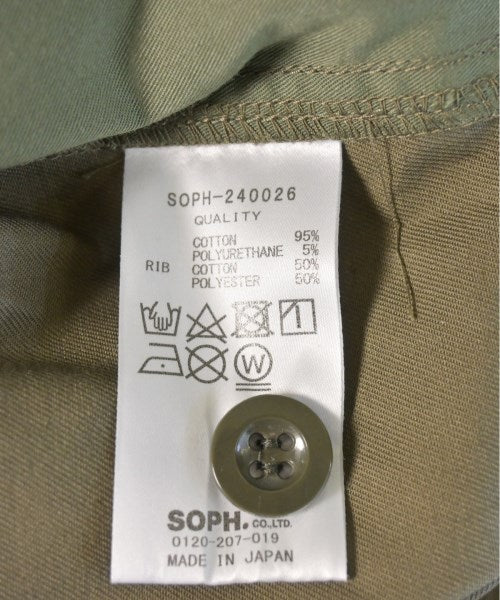 SOPH-240026
QUALITY
COTTON 95%
POLYURETHANE 5%
RIB COTTON 50%
POLYESTER 50%
W
SOPH. CO.,LTD.
0120-207-019
MADE IN JAPAN